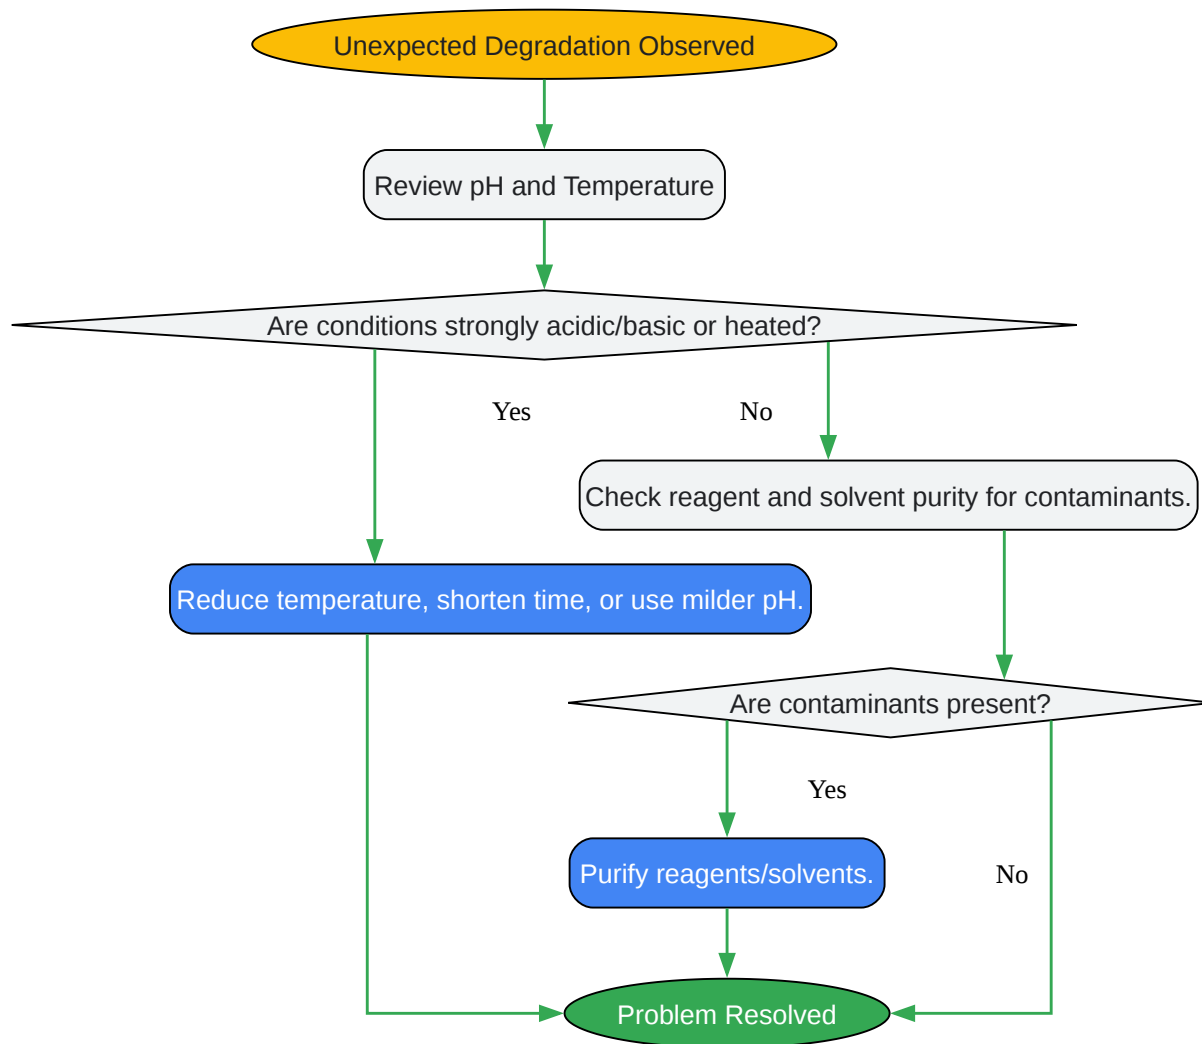 Unexpected Degradation Observed
Review pH and Temperature
Are conditions strongly acidic/basic or heated?
Yes
No
Check reagent and solvent purity for contaminants.
Reduce temperature, shorten time, or use milder pH.
Are contaminants present?
Yes
Purify reagents/solvents.
No
Problem Resolved